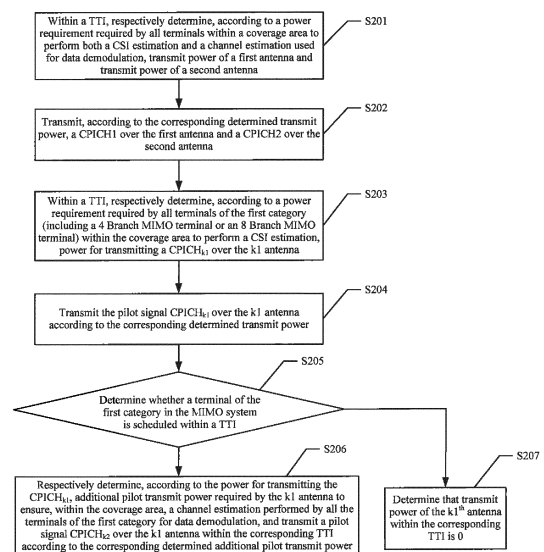 Within a TTI, respectively determine, according to a power
requirement required by all terminals within a coverage area to
perform both a CSI estimation and a channel estimation used
for data demodulation, transmit power of a first antenna and
transmit power of a second antenna
S201
Transmit, according to the corresponding determined transmit
power, a CPICH1 over the first antenna and a CPICH2 over the
second antenna
S202
Within a TTI, respectively determine, according to a power
requirement required by all terminals of the first category
(including a 4 Branch MIMO terminal or an 8 Branch MIMO
terminal) within the coverage area to perform a CSI estimation,
power for transmitting a CPICHk1 over the k1 antenna
S203
Transmit the pilot signal CPICHk1 over the k1 antenna
according to the corresponding determined transmit power
S204
Determine whether a terminal of the
first category in the MIMO system
is scheduled within a TTI
S205
Respectively determine, according to the power for transmitting the
CPICHk1, additional pilot transmit power required by the k1 antenna to
ensure, within the coverage area, a channel estimation performed by all the
terminals of the first category for data demodulation, and transmit a pilot
signal CPICHk2 over the k1 antenna within the corresponding TTI
according to the corresponding determined additional pilot transmit power
S206
Determine that transmit
power of the k1th antenna
within the corresponding
TTI is 0
S207